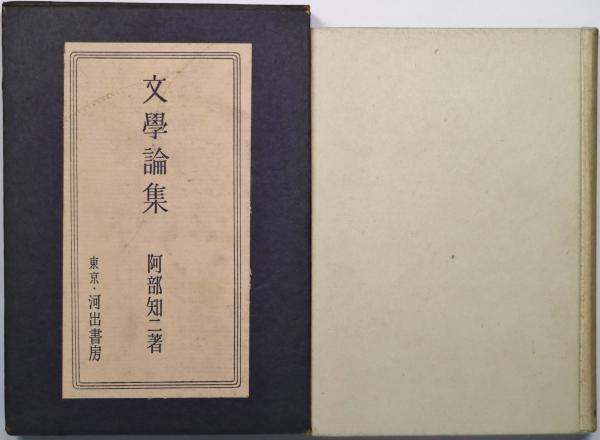 文學論集
阿部知二著
東京・河出書房